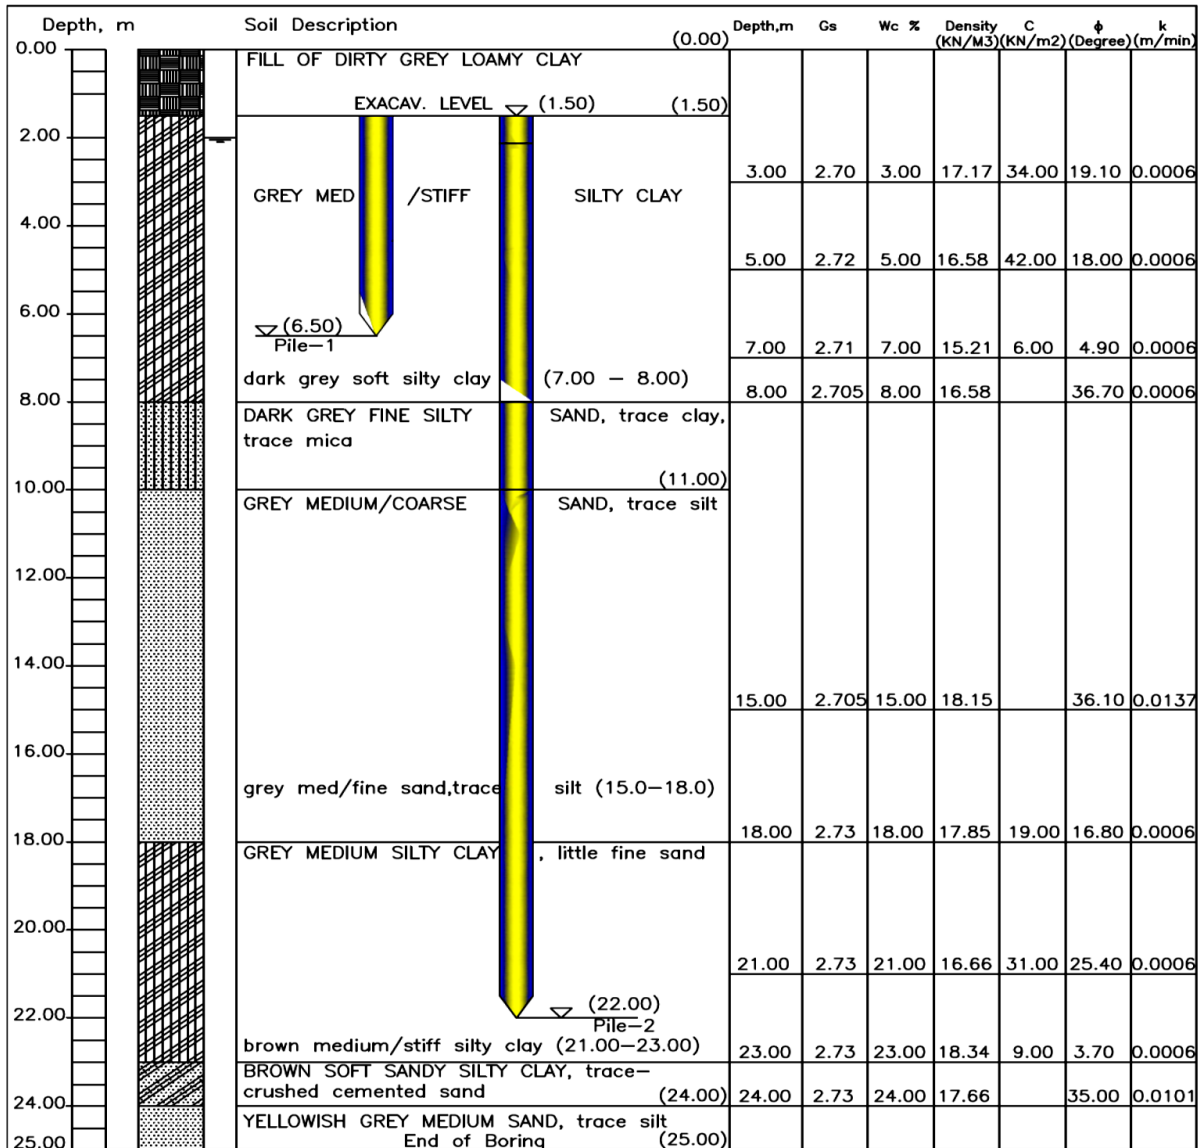 Depth, m Soil Description (0.00) Depth,m Gs Wc % Density (KN/M3) C (KN/m2) ϕ (Degree) k (m/min)
0.00
FILL OF DIRTY GREY LOAMY CLAY
EXACAV. LEVEL (1.50) (1.50)
2.00
3.00 2.70 3.00 17.17 34.00 19.10 0.0006
GREY MED /STIFF SILTY CLAY
4.00
5.00 2.72 5.00 16.58 42.00 18.00 0.0006
6.00
(6.50)
Pile-1
7.00 2.71 7.00 15.21 6.00 4.90 0.0006
dark grey soft silty clay (7.00 - 8.00)
8.00 2.705 8.00 16.58 36.70 0.0006
8.00
DARK GREY FINE SILTY SAND, trace clay,
trace mica
(11.00)
10.00
GREY MEDIUM/COARSE SAND, trace silt
12.00
14.00
15.00 2.705 15.00 18.15 36.10 0.0137
16.00
grey med/fine sand,trace silt (15.0-18.0)
18.00 2.73 18.00 17.85 19.00 16.80 0.0006
18.00
GREY MEDIUM SILTY CLAY , little fine sand
20.00
21.00 2.73 21.00 16.66 31.00 25.40 0.0006
(22.00)
22.00
Pile-2
brown medium/stiff silty clay (21.00-23.00)
23.00 2.73 23.00 18.34 9.00 3.70 0.0006
BROWN SOFT SANDY SILTY CLAY, trace-
crushed cemented sand (24.00) 24.00 2.73 24.00 17.66 35.00 0.0101
24.00
YELLOWISH GREY MEDIUM SAND, trace silt
25.00 End of Boring (25.00)